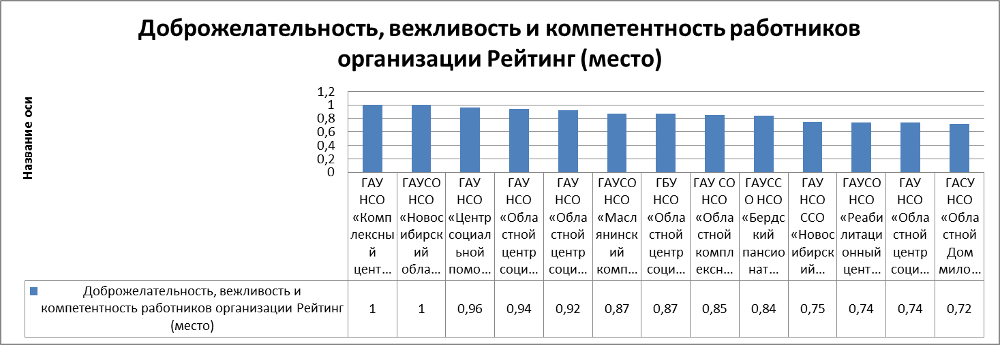 Доброжелательность, вежливость и компетентность работников
организации Рейтинг (место)
Название оси
1,2
1
0,8
0,6
0,4
0,2
0
ГАУ
НСО
«Комп
лексны
й
цент...
ГАУСО
НСО
«Новос
ибирск
ий
обла...
ГАУ
НСО
«Центр
социал
ьной
помо...
ГАУ
НСО
«Обла
стной
центр
соци...
ГАУ
НСО
«Обла
стной
центр
соци...
ГАУСО
НСО
«Масл
янинск
ий
комп...
ГБУ
НСО
«Обла
стной
центр
соци...
ГАУ СО
НСО
«Облa
стной
компл
ексн...
ГАУСС
О НСО
«Бердс
кий
пансио
нат...
ГАУ
НСО
ССО
«Новос
ибирск
ий...
ГАУСО
НСО
«Реаби
литаци
онный
цент...
ГАУ
НСО
«Обла
стной
центр
соци...
ГАСУ
НСО
«Обла
стной
Дом
мило...
Доброжелательность, вежливость и
компетентность работников организации Рейтинг
(место)
1 1 0,96 0,94 0,92 0,87 0,87 0,85 0,84 0,75 0,74 0,74 0,72